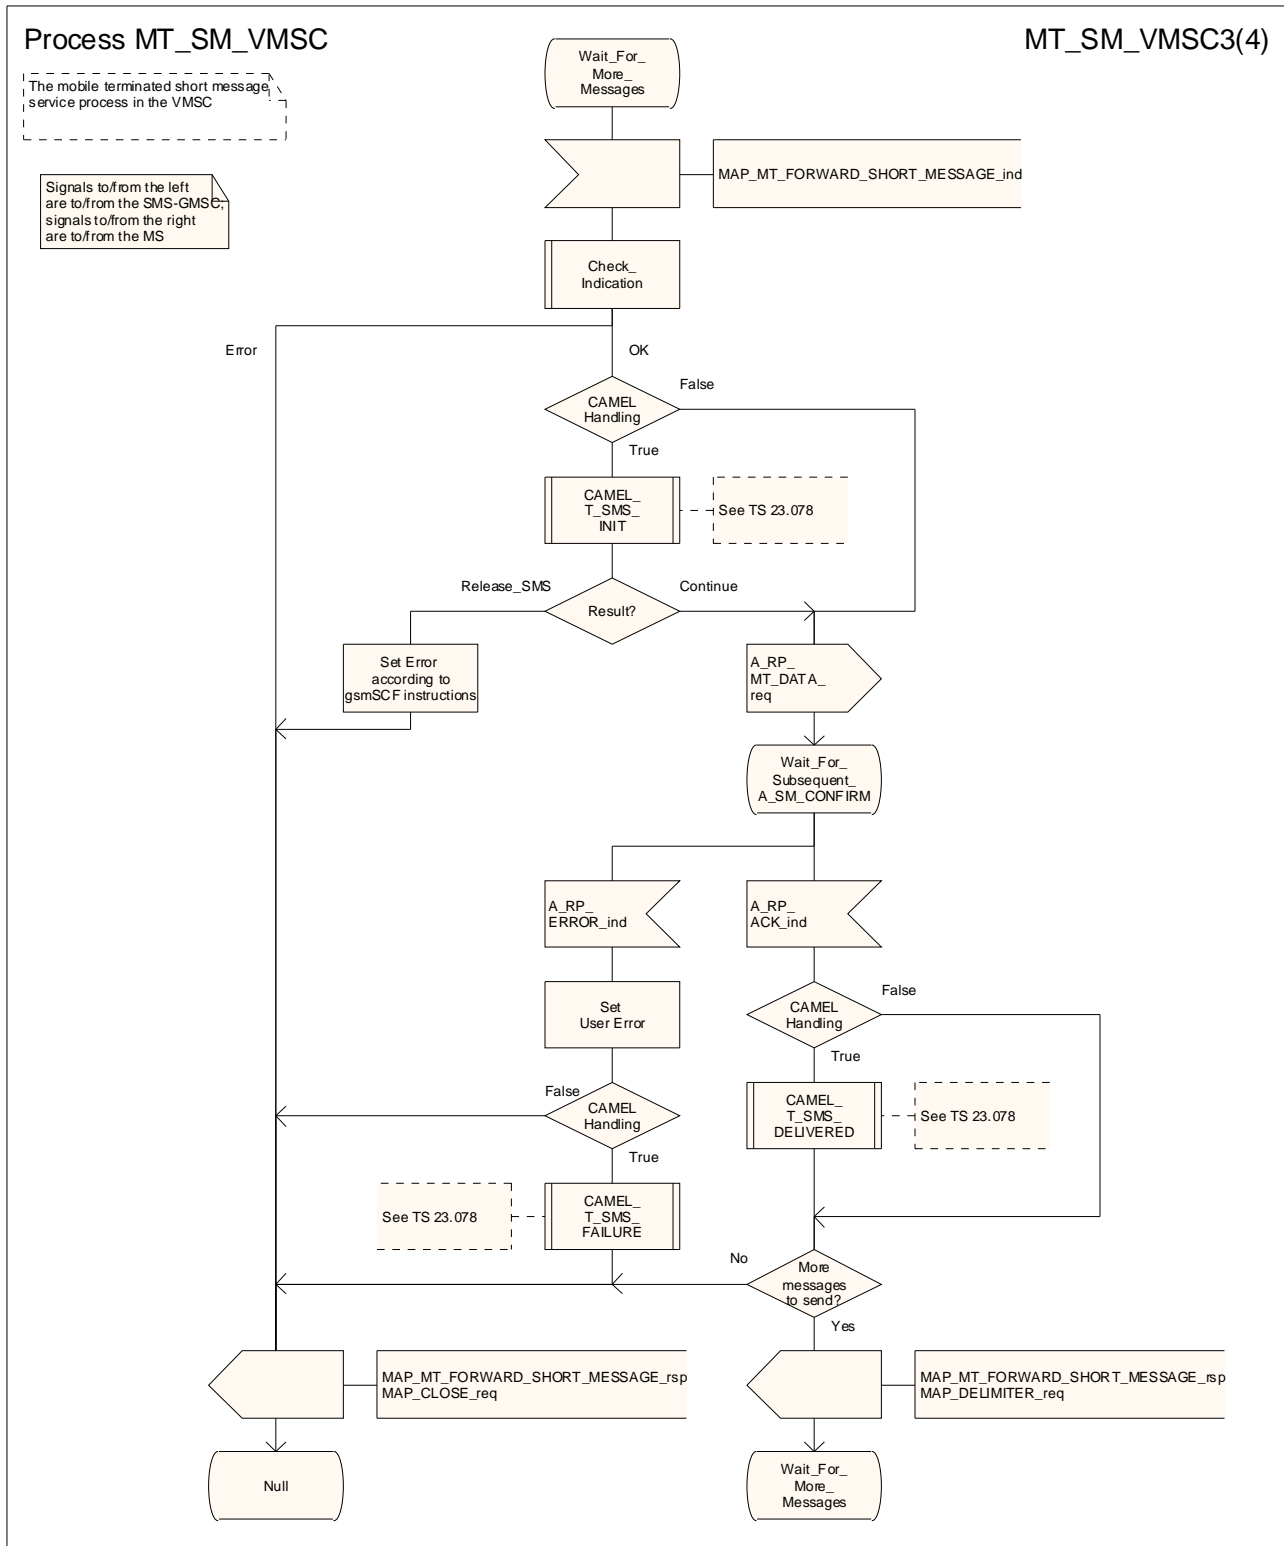 Process MT_SM_VMSC
MT_SM_VMSC3(4)
The mobile terminated short message
service process in the VMSC
Signals to/from the left
are to/from the SMS-GMSC;
signals to/from the right
are to/from the MS
Wait_For_
More_
Messages
MAP_MT_FORWARD_SHORT_MESSAGE_ind
Check_
Indication
Error
OK
CAMEL
Handling
False
True
CAMEL_
T_SMS_
INIT
See TS 23.078
Release_SMS
Result?
Continue
Set Error
according to
gsmSCF instructions
A_RP_
MT_DATA_
req
Wait_For_
Subsequent_
A_SM_CONFIRM
A_RP_
ERROR_ind
A_RP_
ACK_ind
Set
User Error
CAMEL
Handling
False
True
False
CAMEL
Handling
True
CAMEL_
T_SMS_
DELIVERED
See TS 23.078
See TS 23.078
CAMEL_
T_SMS_
FAILURE
No
More
messages
to send?
Yes
MAP_MT_FORWARD_SHORT_MESSAGE_rsp
MAP_CLOSE_req
MAP_MT_FORWARD_SHORT_MESSAGE_rsp
MAP_DELIMITER_req
Null
Wait_For_
More_
Messages